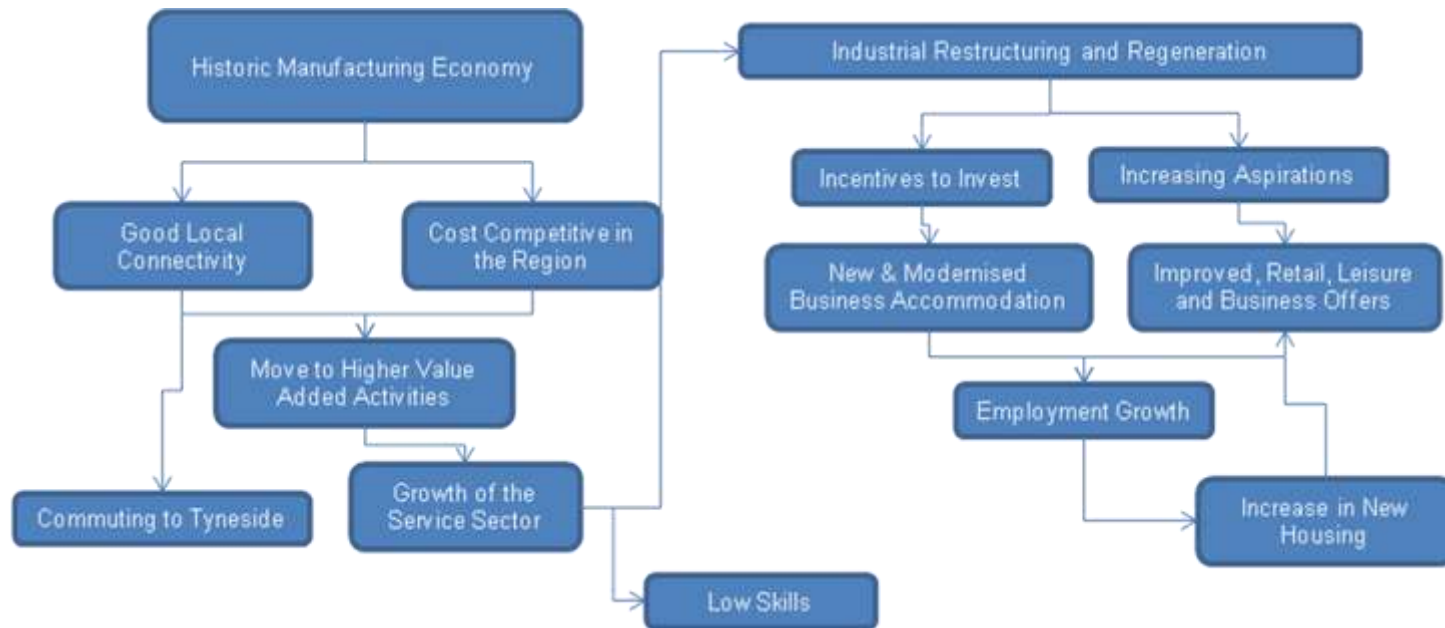 Historic Manufacturing Economy
Good Local
Connectivity
Cost Competitive in
the Region
Move to Higher Value
Added Activities
Commuting to Tyneside
Growth of the
Service Sector
Low Skills
Industrial Restructuring and Regeneration
Incentives to Invest
Increasing Aspirations
New & Modernised
Business Accommodation
Improved, Retail, Leisure
and Business Offers
Employment Growth
Increase in New
Housing